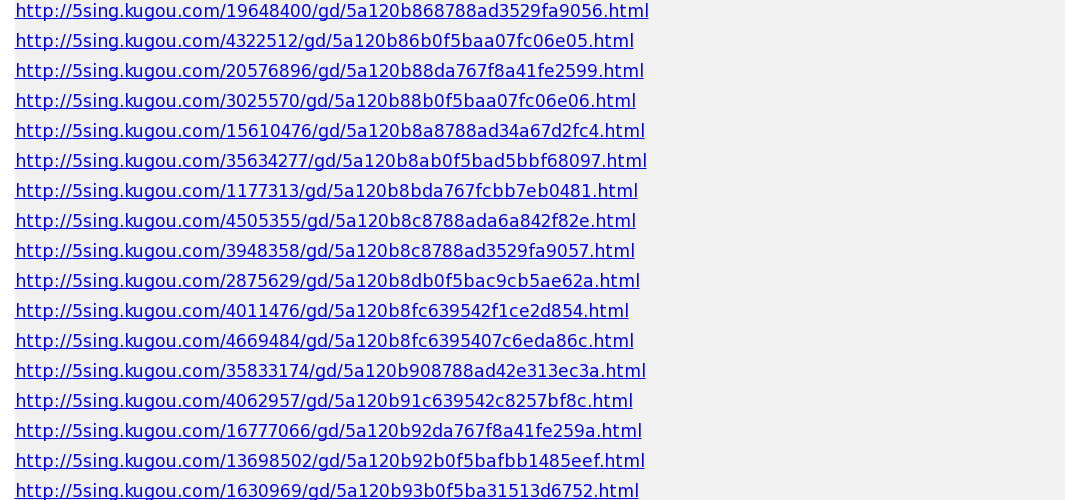 http://5sing.kugou.com/19648400/gd/5a120b868788ad3529fa9056.html
http://5sing.kugou.com/4322512/gd/5a120b86b0f5baa07fc06e05.html
http://5sing.kugou.com/20576896/gd/5a120b88da767f8a41fe2599.html
http://5sing.kugou.com/3025570/gd/5a120b88b0f5baa07fc06e06.html
http://5sing.kugou.com/15610476/gd/5a120b8a8788ad34a67d2fc4.html
http://5sing.kugou.com/35634277/gd/5a120b8ab0f5bad5bbf68097.html
http://5sing.kugou.com/1177313/gd/5a120b8bda767fcbb7eb0481.html
http://5sing.kugou.com/4505355/gd/5a120b8c8788ada6a842f82e.html
http://5sing.kugou.com/3948358/gd/5a120b8c8788ad3529fa9057.html
http://5sing.kugou.com/2875629/gd/5a120b8db0f5bac9cb5ae62a.html
http://5sing.kugou.com/4011476/gd/5a120b8fc639542f1ce2d854.html
http://5sing.kugou.com/4669484/gd/5a120b8fc6395407c6eda86c.html
http://5sing.kugou.com/35833174/gd/5a120b908788ad42e313ec3a.html
http://5sing.kugou.com/4062957/gd/5a120b91c639542c8257bf8c.html
http://5sing.kugou.com/16777066/gd/5a120b92da767f8a41fe259a.html
http://5sing.kugou.com/13698502/gd/5a120b92b0f5bafbb1485eef.html
http://5sing.kugou.com/1630969/gd/5a120b93b0f5ba31513d6752.html